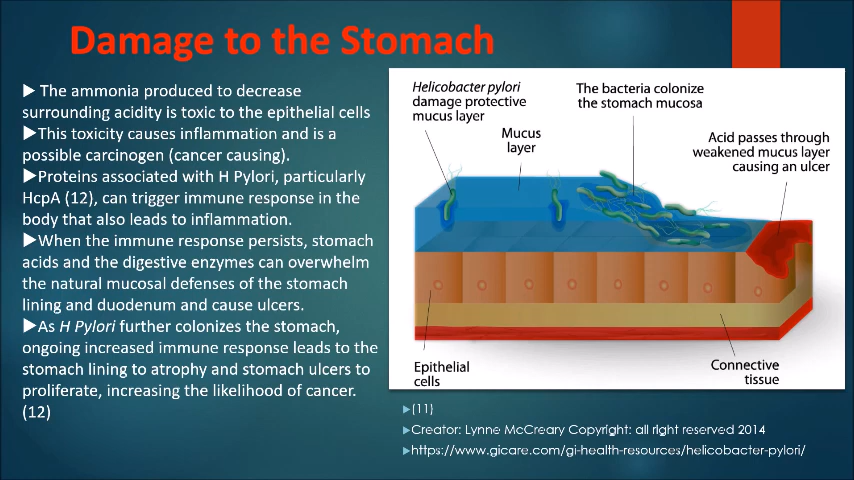 Damage to the Stomach
▶ The ammonia produced to decrease
surrounding acidity is toxic to the epithelial cells
▶This toxicity causes inflammation and is a
possible carcinogen (cancer causing).
▶Proteins associated with H Pylori, particularly
HcpA (12), can trigger immune response in the
body that also leads to inflammation.
▶When the immune response persists, stomach
acids and the digestive enzymes can overwhelm
the natural mucosal defenses of the stomach
lining and duodenum and cause ulcers.
▶As H Pylori further colonizes the stomach,
ongoing increased immune response leads to the
stomach lining to atrophy and stomach ulcers to
proliferate, increasing the likelihood of cancer.
(12)
Helicobacter pylori
damage protective
mucus layer
Mucus
layer
The bacteria colonize
the stomach mucosa
Acid passes through
weakened mucus layer
causing an ulcer
Epithelial
cells
Connective
tissue
▶(11)
▶Creator: Lynne McCreary Copyright: all right reserved 2014
▶https://www.gicare.com/gi-health-resources/helicobacter-pylori/